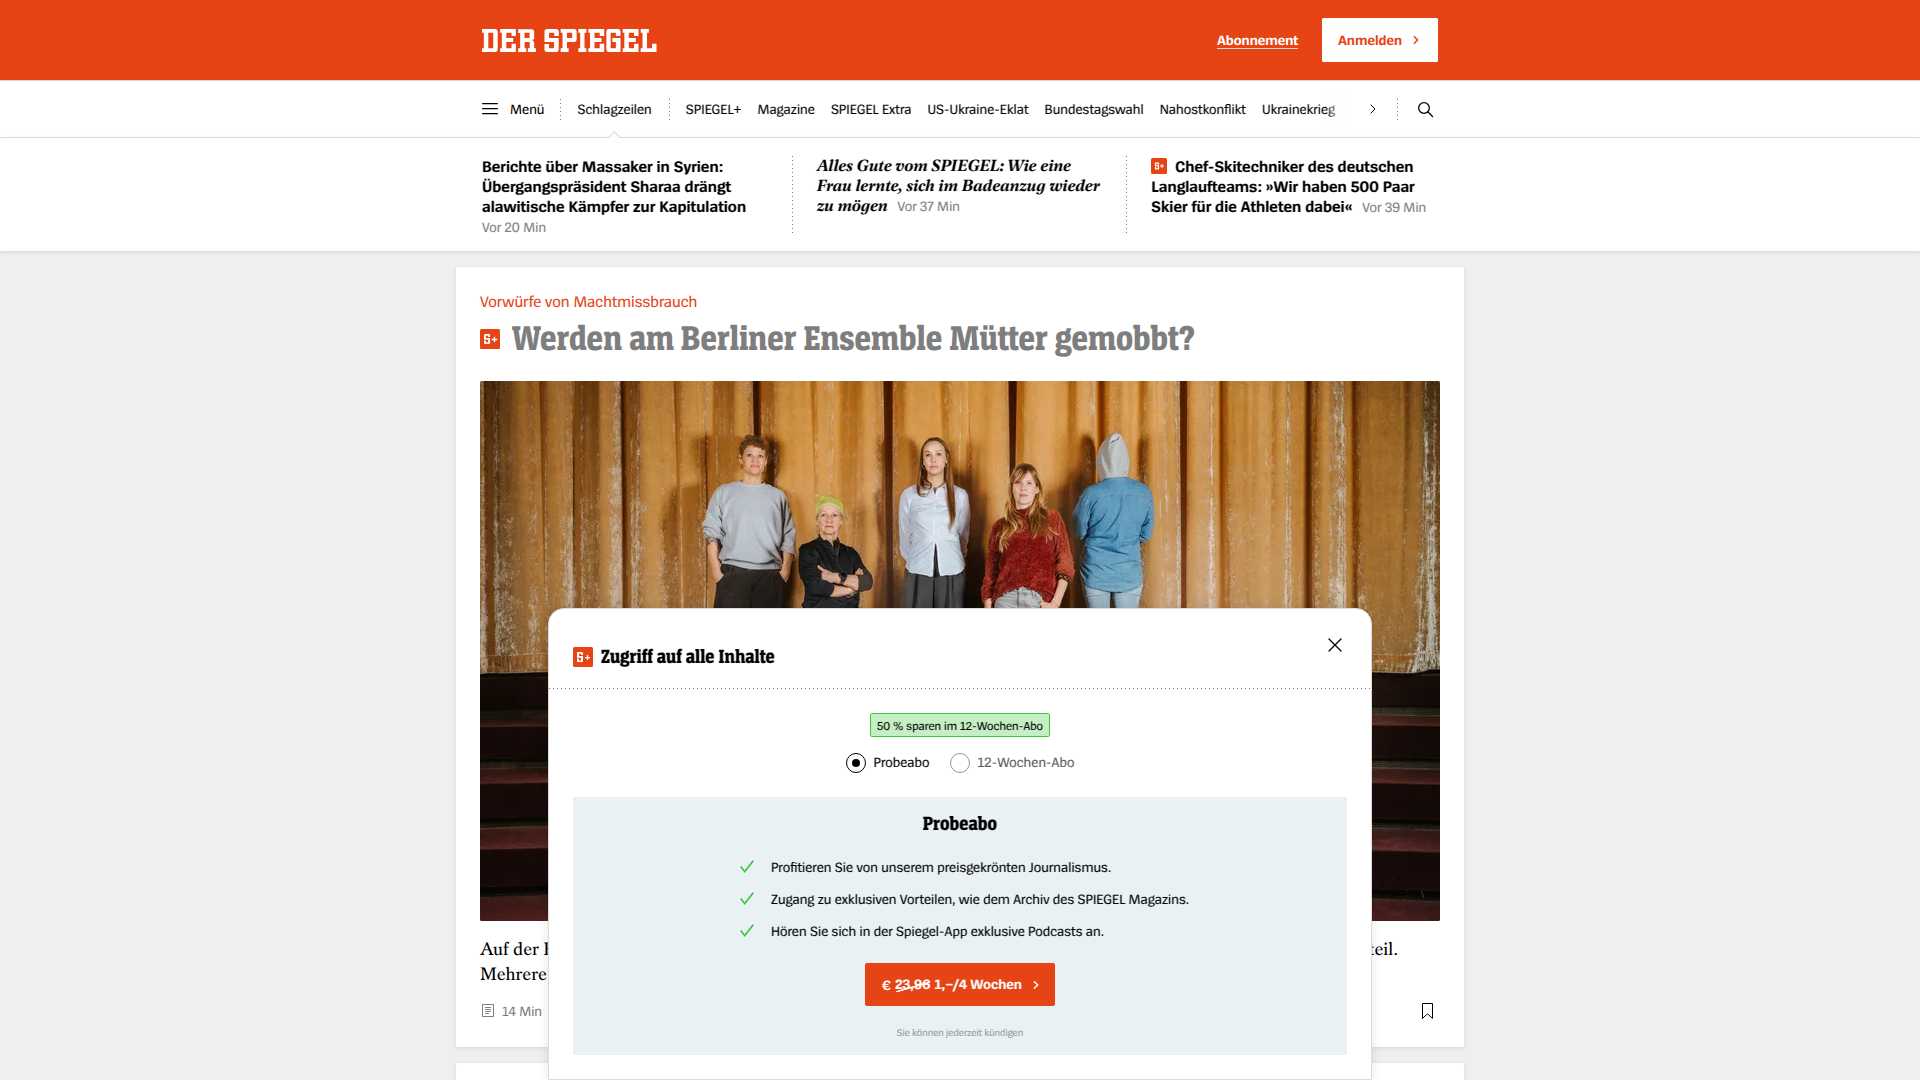 DER SPIEGEL
Abonnement
Anmelden
Menü
Schlagzeilen
SPIEGEL+
Magazine
SPIEGEL Extra
US-Ukraine-Eklat
Bundestagswahl
Nahostkonflikt
Ukrainekrieg
Berichte über Massaker in Syrien:
Übergangspräsident Sharaa drängt
alawitische Kämpfer zur Kapitulation
Vor 20 Min
Alles Gute vom SPIEGEL: Wie eine
Frau lernte, sich im Badeanzug wieder
zu mögen Vor 37 Min
S+ Chef-Skitechniker des deutschen
Langlaufteams: »Wir haben 500 Paar
Skier für die Athleten dabei« Vor 39 Min
Vorwürfe von Machtmissbrauch
S+ Werden am Berliner Ensemble Mütter gemobbt?
S+ Zugriff auf alle Inhalte
50 % sparen im 12-Wochen-Abo
Probeabo
12-Wochen-Abo
Probeabo
Profitieren Sie von unserem preisgekrönten Journalismus.
Zugang zu exklusiven Vorteilen, wie dem Archiv des SPIEGEL Magazins.
Hören Sie sich in der Spiegel-App exklusive Podcasts an.
€ 23,96 1,–/4 Wochen
Sie können jederzeit kündigen
Auf der
Mehrere
14 Min